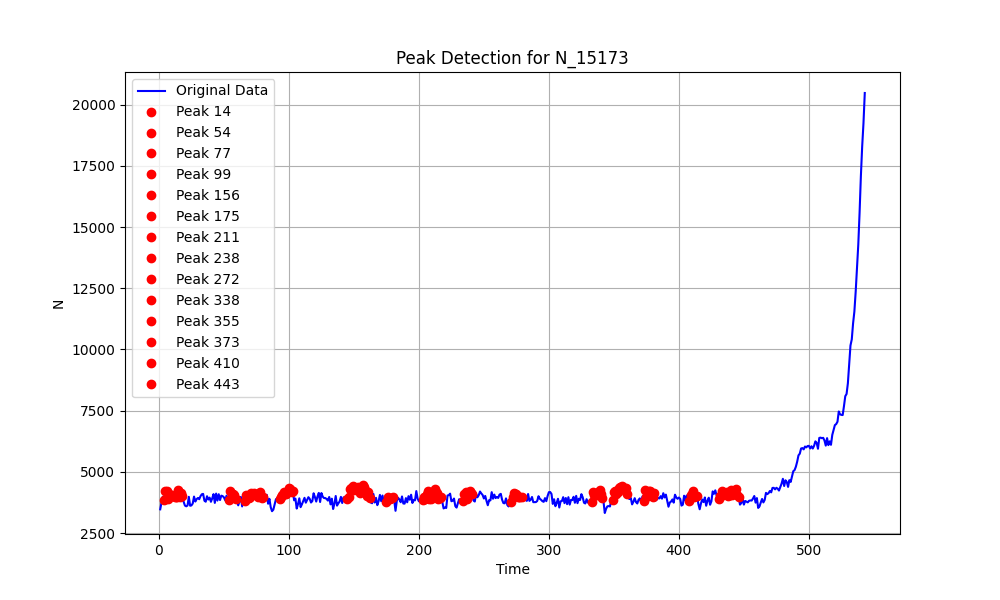 Peak Detection for N_15173
Original Data
Peak 14
Peak 54
Peak 77
Peak 99
Peak 156
Peak 175
Peak 211
Peak 238
Peak 272
Peak 338
Peak 355
Peak 373
Peak 410
Peak 443
20000
17500
15000
12500
10000
7500
5000
2500
N
0 100 200 300 400 500
Time